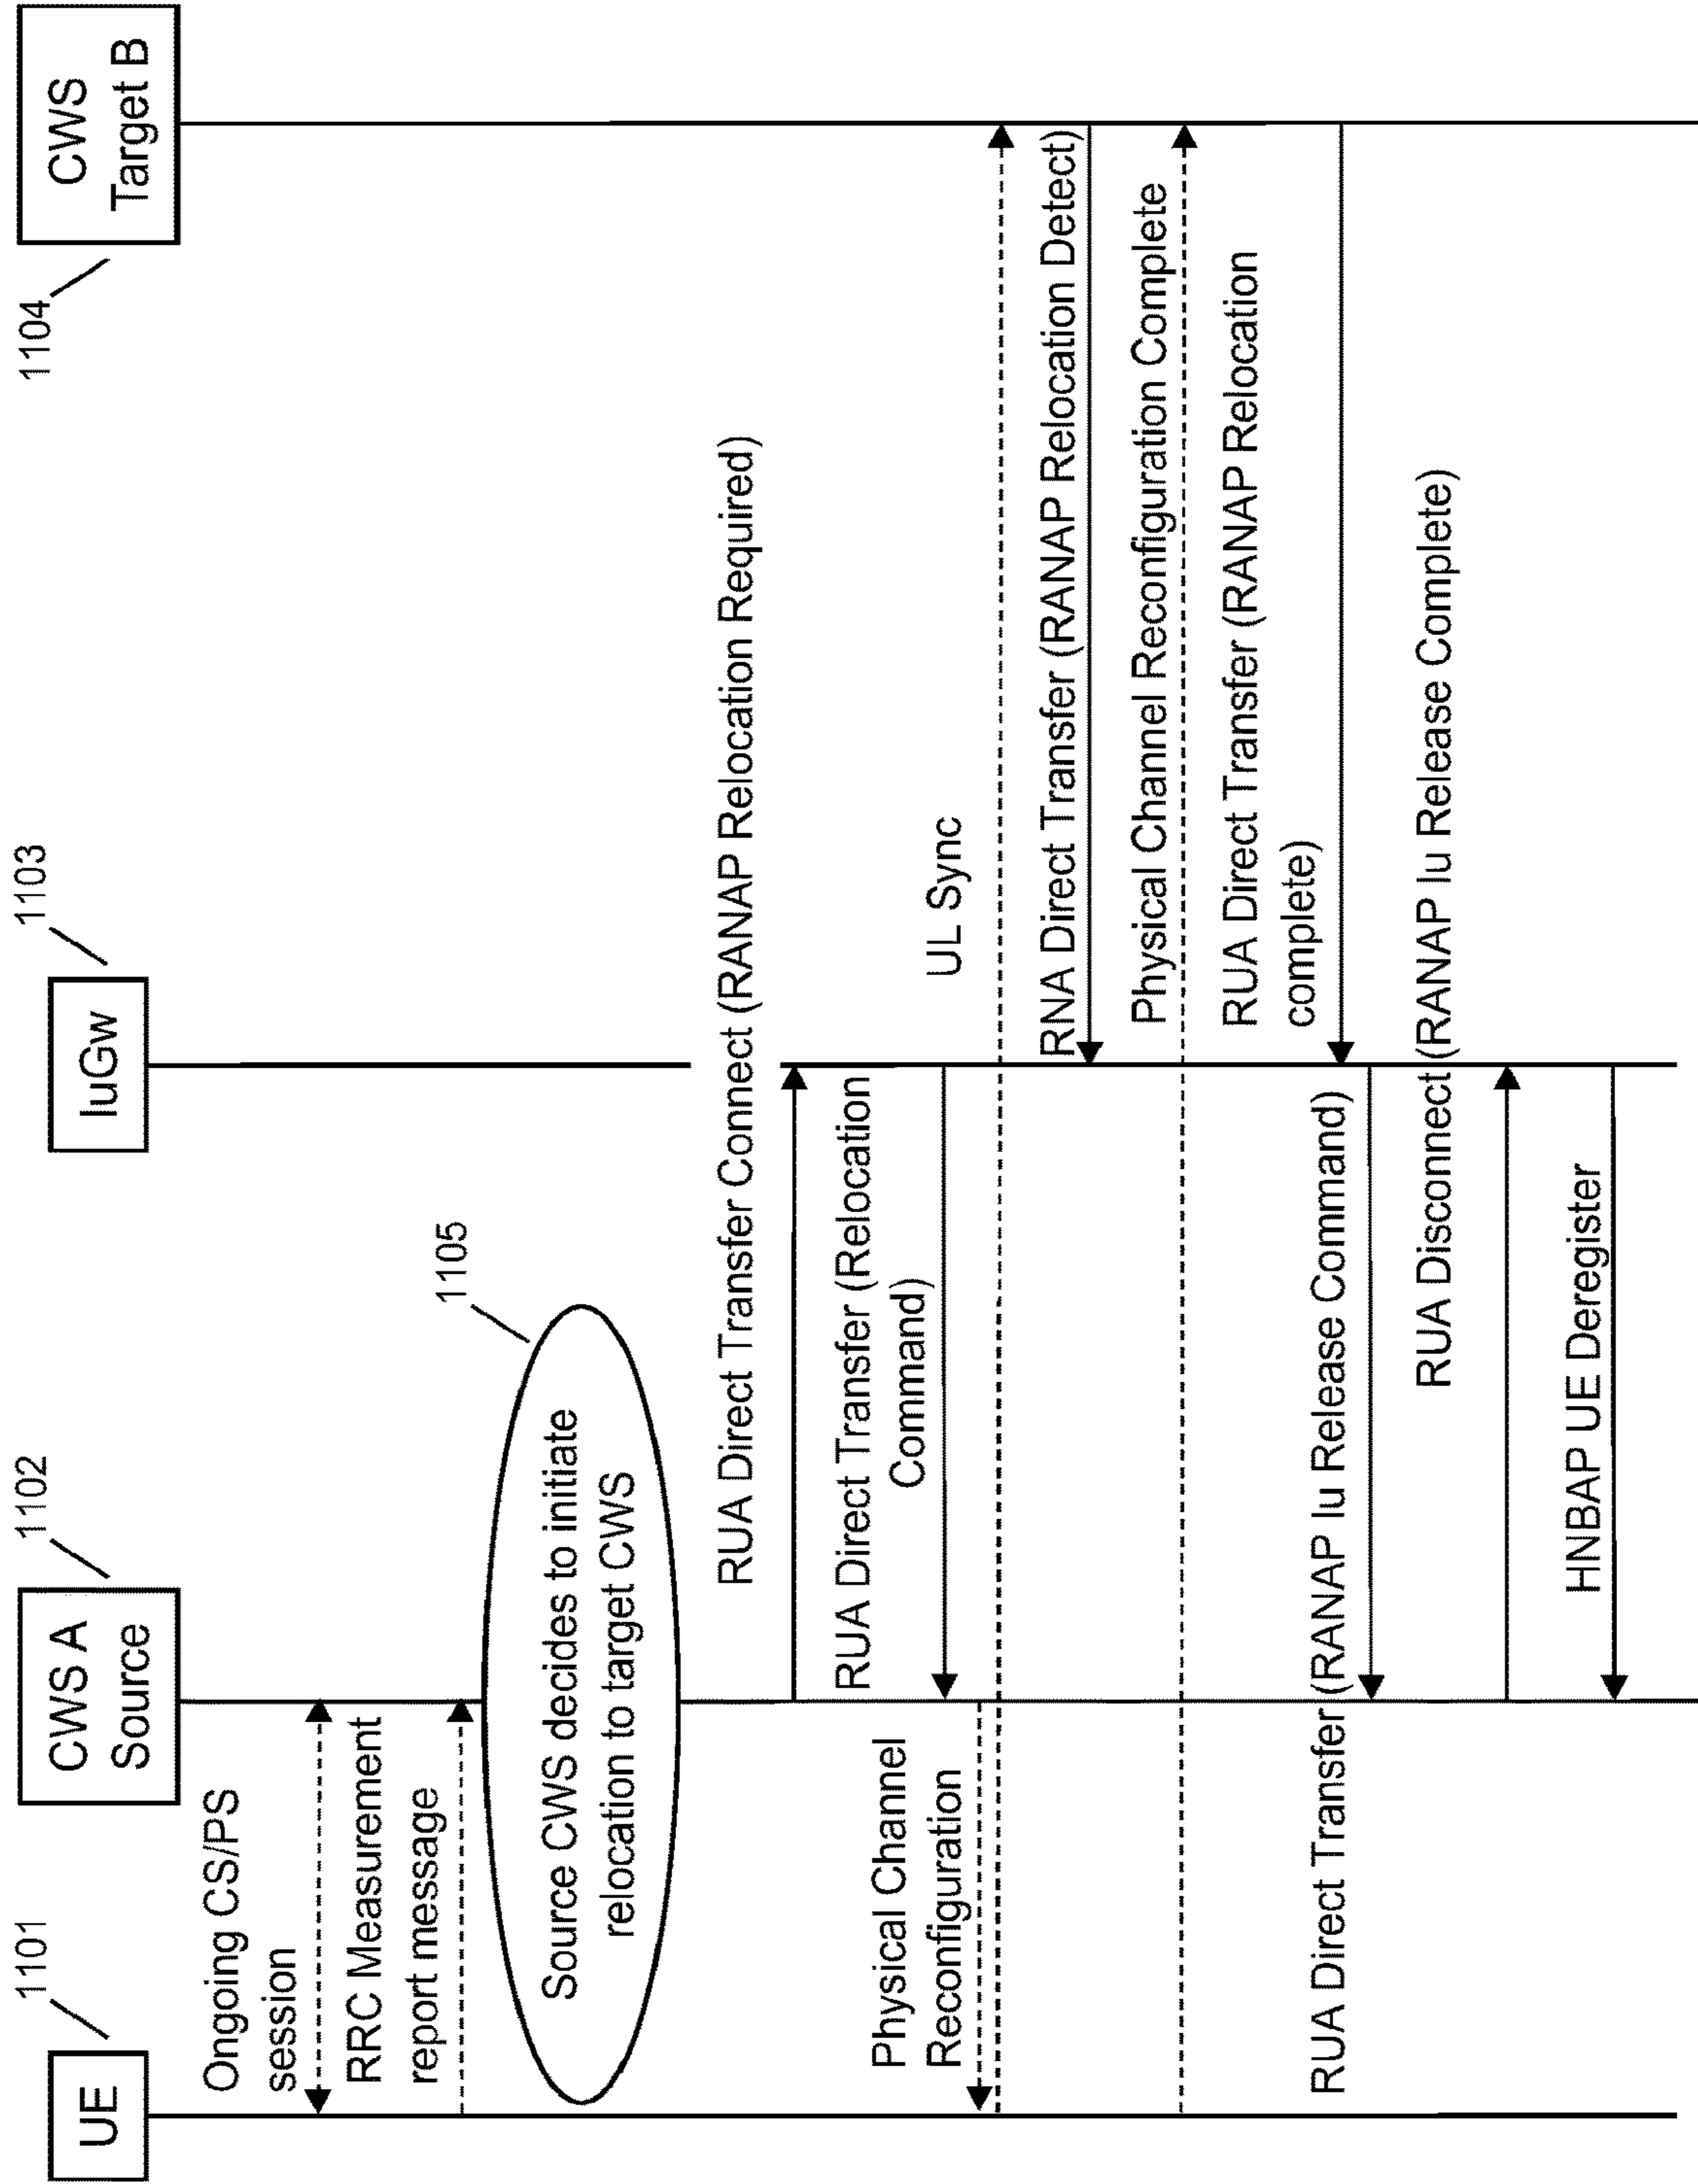 1101
UE
1102
CWS A
Source
1103
IuGw
1104
CWS
Target B
Ongoing CS/PS
session
RRC Measurement
report message
1105
Source CWS decides to initiate
relocation to target CWS
RUA Direct Transfer Connect (RANAP Relocation Required)
RUA Direct Transfer (Relocation
Command)
Physical Channel
Reconfiguration
UL Sync
RNA Direct Transfer (RANAP Relocation Detect)
Physical Channel Reconfiguration Complete
RUA Direct Transfer (RANAP Relocation
complete)
RUA Direct Transfer (RANAP Iu Release Command)
RUA Disconnect (RANAP Iu Release Complete)
HNBAP UE Deregister